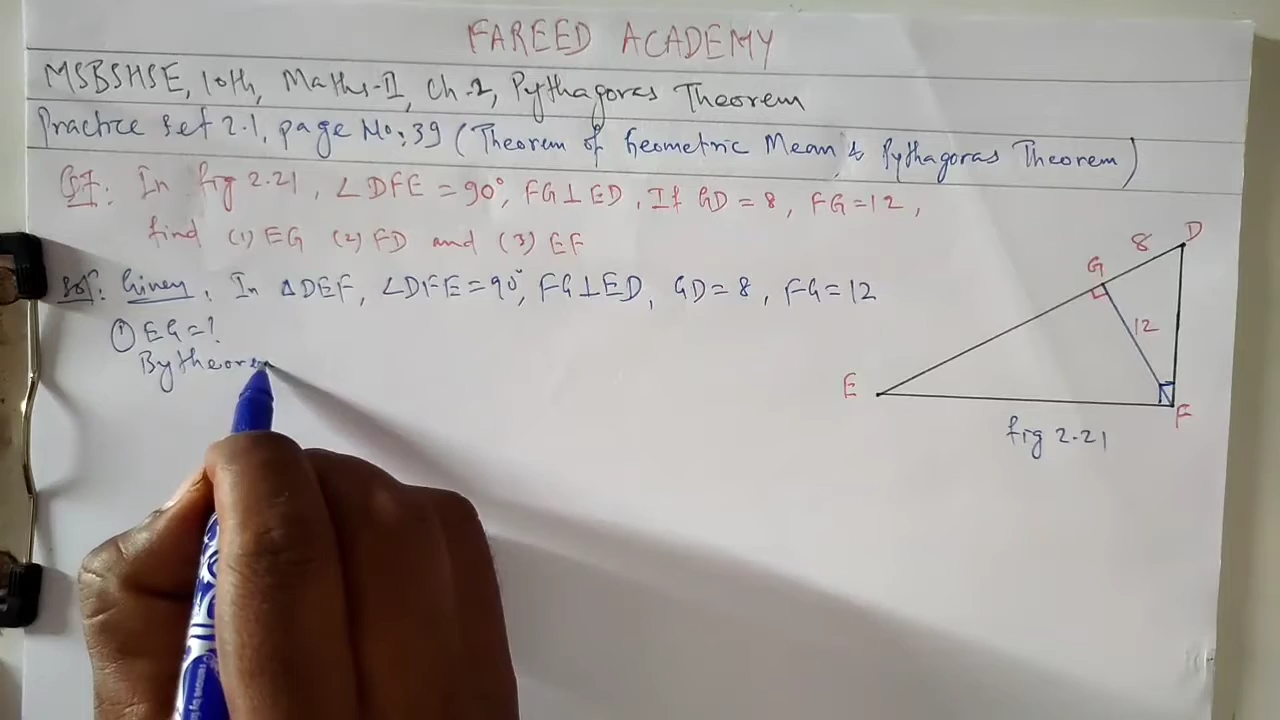 FAREED ACADEMY
MSBSHSE, 10th, Maths-II, Ch-2, Pythagoras Theorem
Practice set 2.1, page No: 39 (Theorem of Geometric Mean & Pythagoras Theorem)
In fig 2.21, ∠DFE = 90°, FG⊥ED, If GD = 8, FG = 12,
find (1) EG (2) FD and (3) EF
Solⁿ: Given, In ΔDEF, ∠DFE = 90°, FG⊥ED, GD = 8, FG = 12
① EG = ?
By theorem
D
8
G
12
E
F
fig 2.21